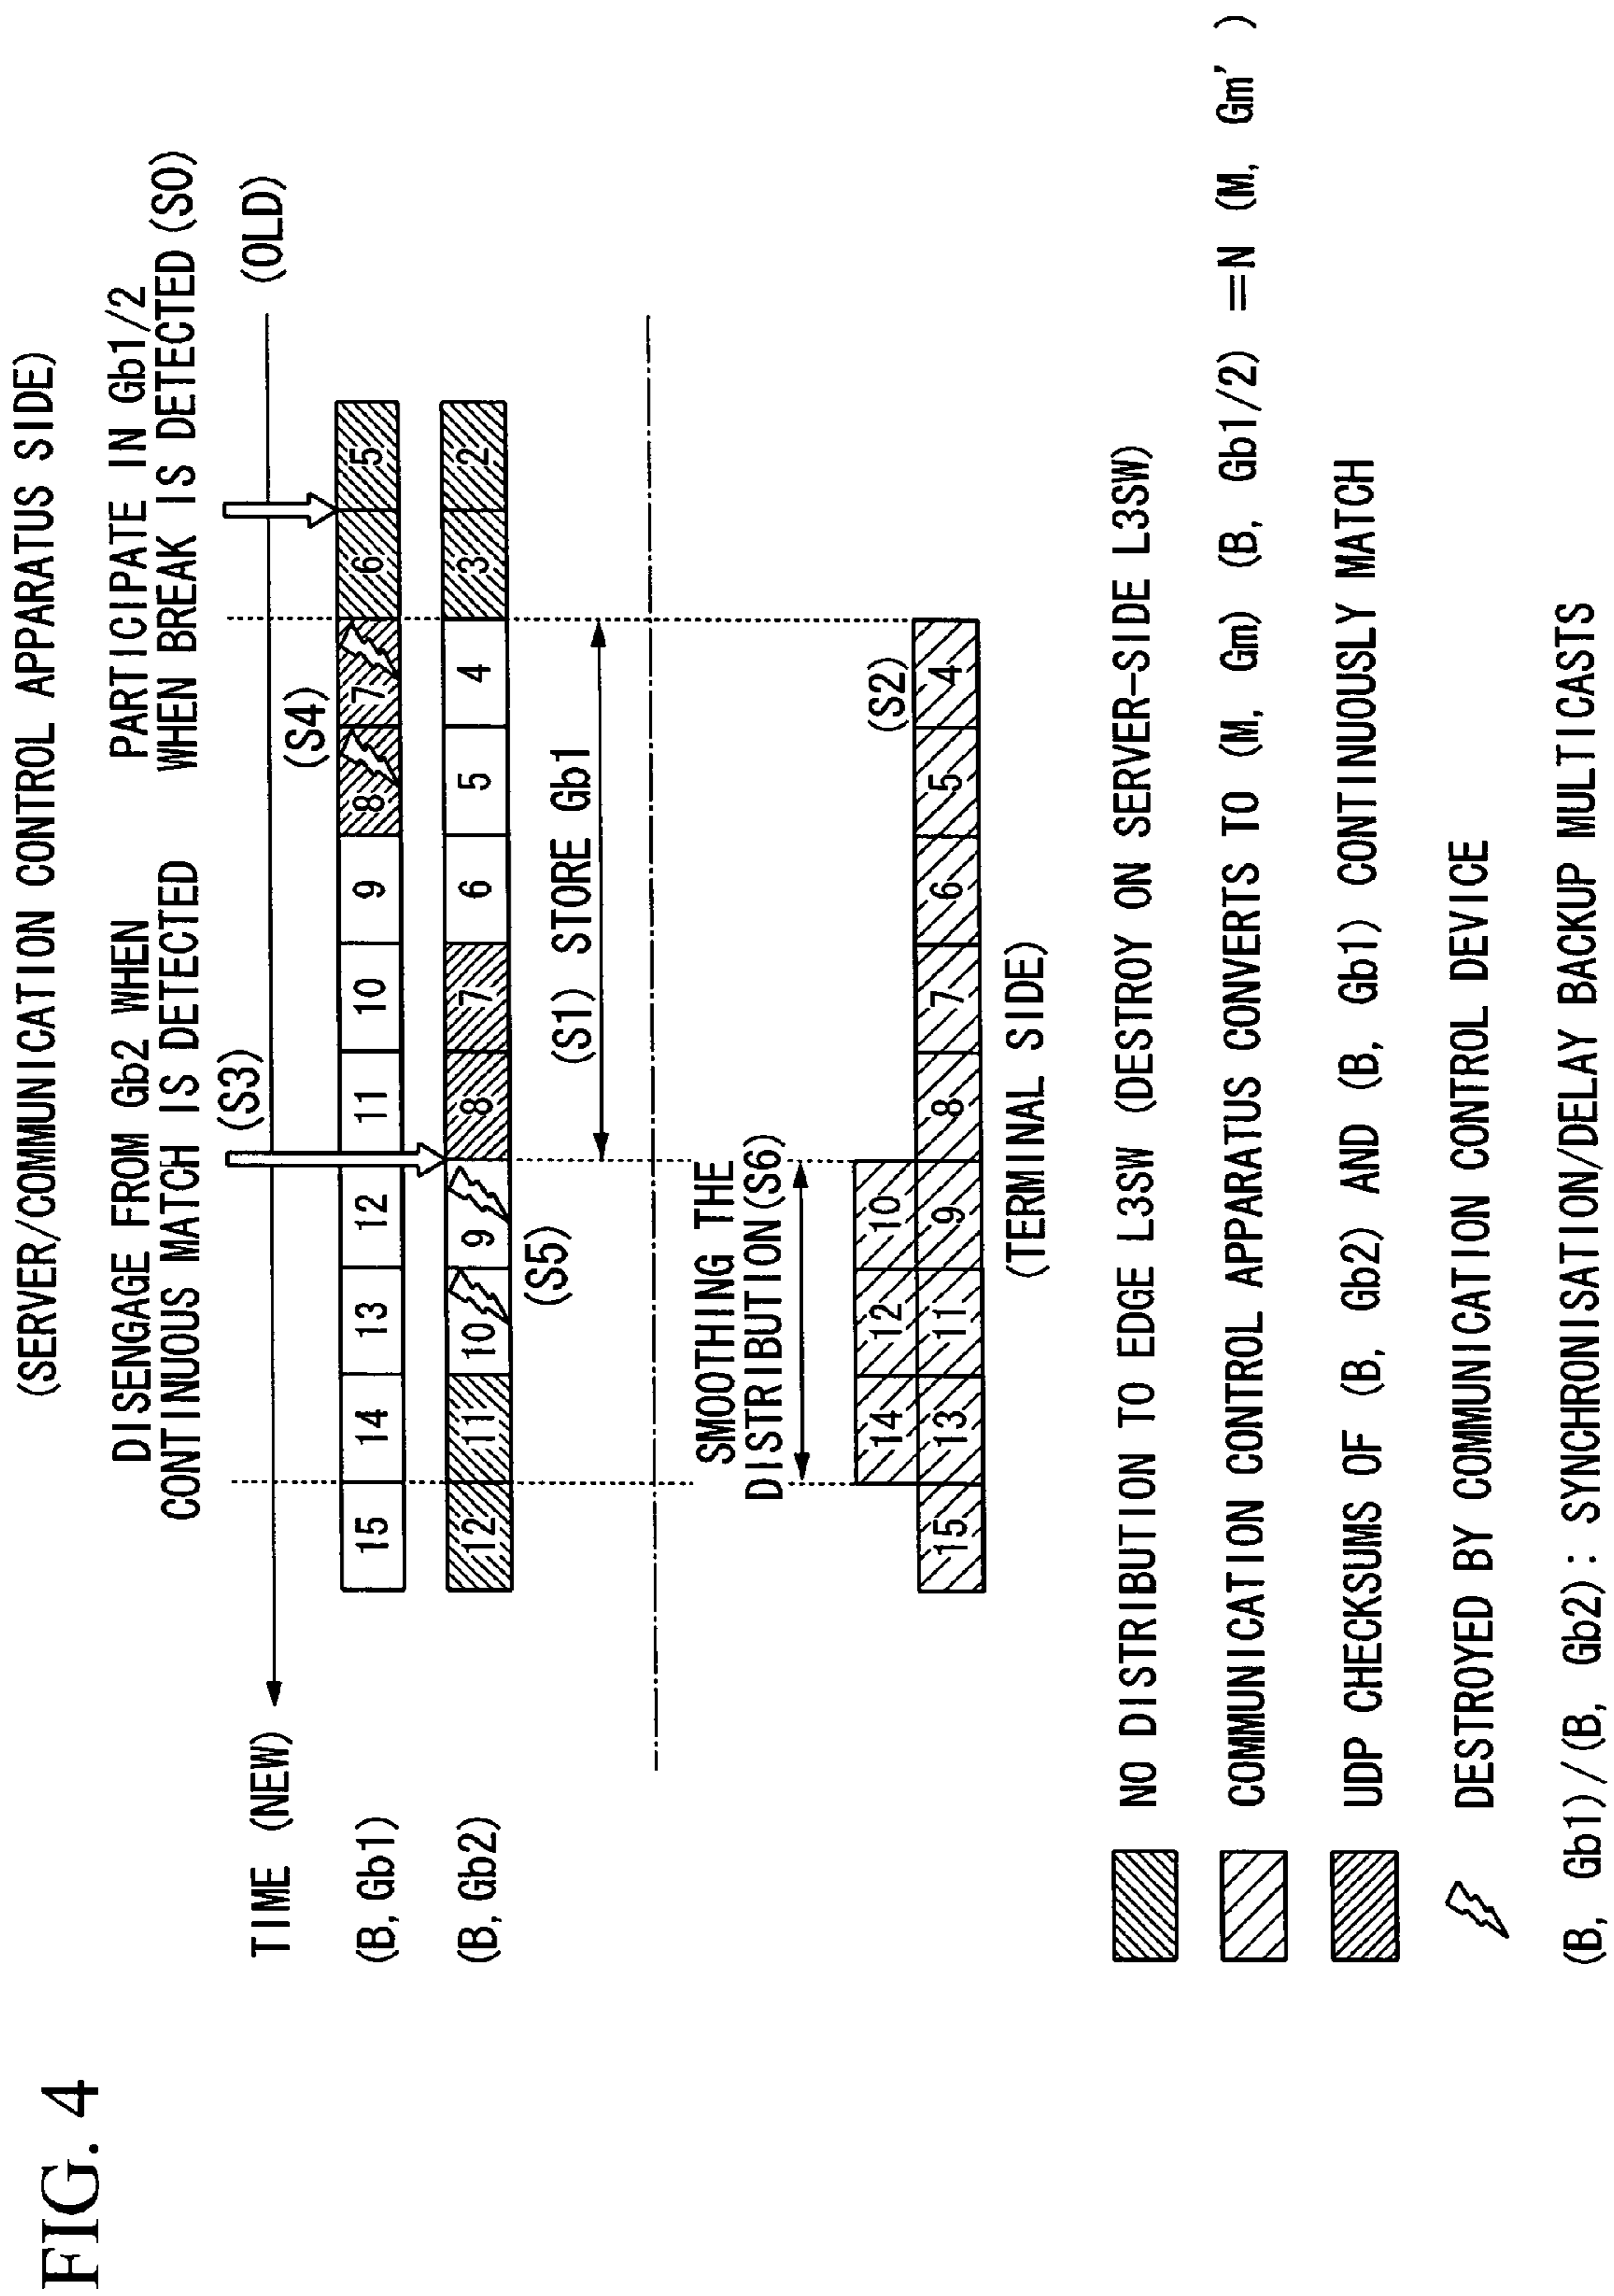 FIG. 4
(SERVER/COMMUNICATION CONTROL APPARATUS SIDE)
DISENGAGE FROM Gb2 WHEN
CONTINUOUS MATCH IS DETECTED
(S3)
PARTICIPATE IN Gb1/2
WHEN BREAK IS DETECTED (S0)
TIME (NEW)
(OLD)
(S4)
(B, Gb1)
15 14 13 12 11 10 9 8 7 6 5
(B, Gb2)
12 11 10 9 8 7 6 5 4 3 2
(S5)
(S1) STORE Gb1
SMOOTHING THE
DISTRIBUTION(S6)
(S2)
14 12 10
15 13 11 9 8 7 6 5 4
(TERMINAL SIDE)
NO DISTRIBUTION TO EDGE L3SW (DESTROY ON SERVER-SIDE L3SW)
COMMUNICATION CONTROL APPARATUS CONVERTS TO (M, Gm) (B, Gb1/2) =N (M, Gm' )
UDP CHECKSUMS OF (B, Gb2) AND (B, Gb1) CONTINUOUSLY MATCH
DESTROYED BY COMMUNICATION CONTROL DEVICE
(B, Gb1)/(B, Gb2): SYNCHRONISATION/DELAY BACKUP MULTICASTS